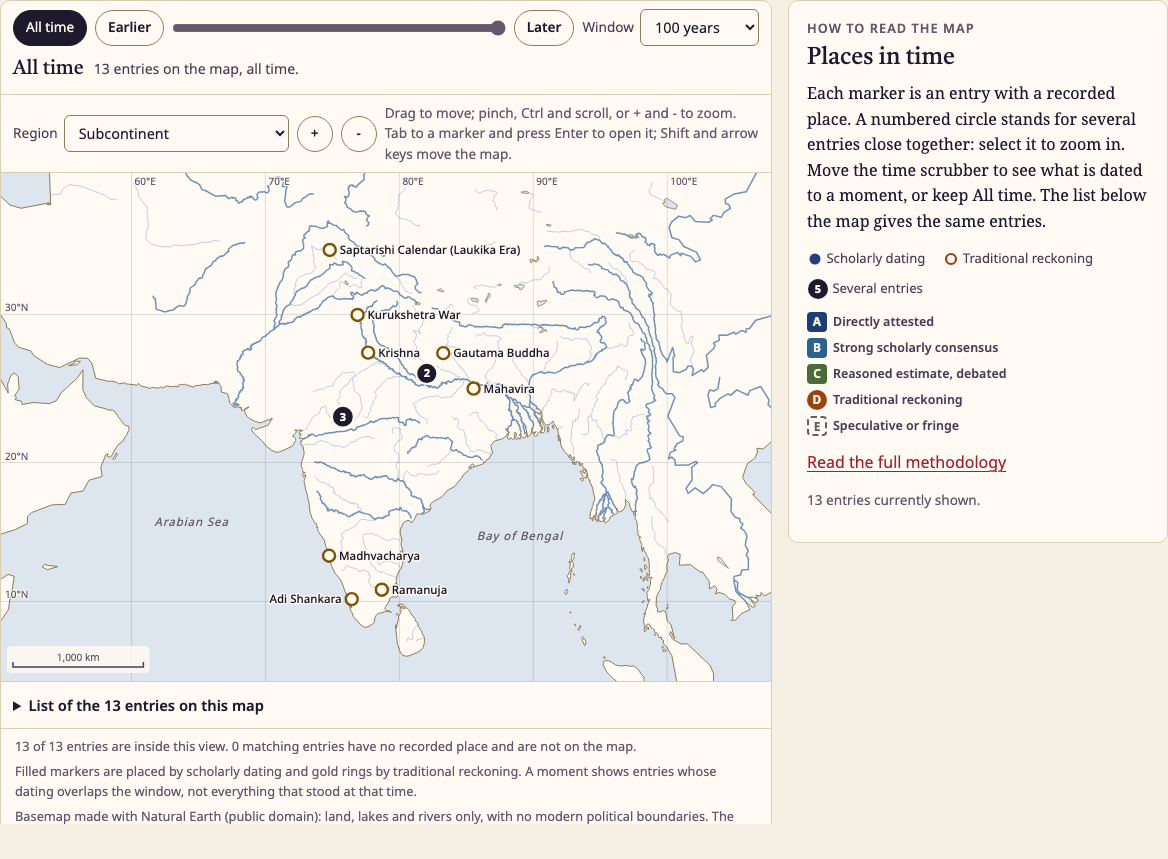 All time
Earlier
Later
Window
100 years
All time 13 entries on the map, all time.
Region
Subcontinent
+
-
Drag to move; pinch, Ctrl and scroll, or + and - to zoom.
Tab to a marker and press Enter to open it; Shift and arrow
keys move the map.
60°E
70°E
80°E
90°E
100°E
30°N
20°N
10°N
Saptarishi Calendar (Laukika Era)
Kurukshetra War
Krishna
Gautama Buddha
2
Mahavira
3
Arabian Sea
Bay of Bengal
Madhvacharya
Ramanuja
Adi Shankara
1,000 km
List of the 13 entries on this map
13 of 13 entries are inside this view. 0 matching entries have no recorded place and are not on the map.
Filled markers are placed by scholarly dating and gold rings by traditional reckoning. A moment shows entries whose
dating overlaps the window, not everything that stood at that time.
Basemap made with Natural Earth (public domain): land, lakes and rivers only, with no modern political boundaries. The
HOW TO READ THE MAP
Places in time
Each marker is an entry with a recorded
place. A numbered circle stands for several
entries close together: select it to zoom in.
Move the time scrubber to see what is dated
to a moment, or keep All time. The list below
the map gives the same entries.
Scholarly dating
Traditional reckoning
5 Several entries
A Directly attested
B Strong scholarly consensus
C Reasoned estimate, debated
D Traditional reckoning
E Speculative or fringe
Read the full methodology
13 entries currently shown.